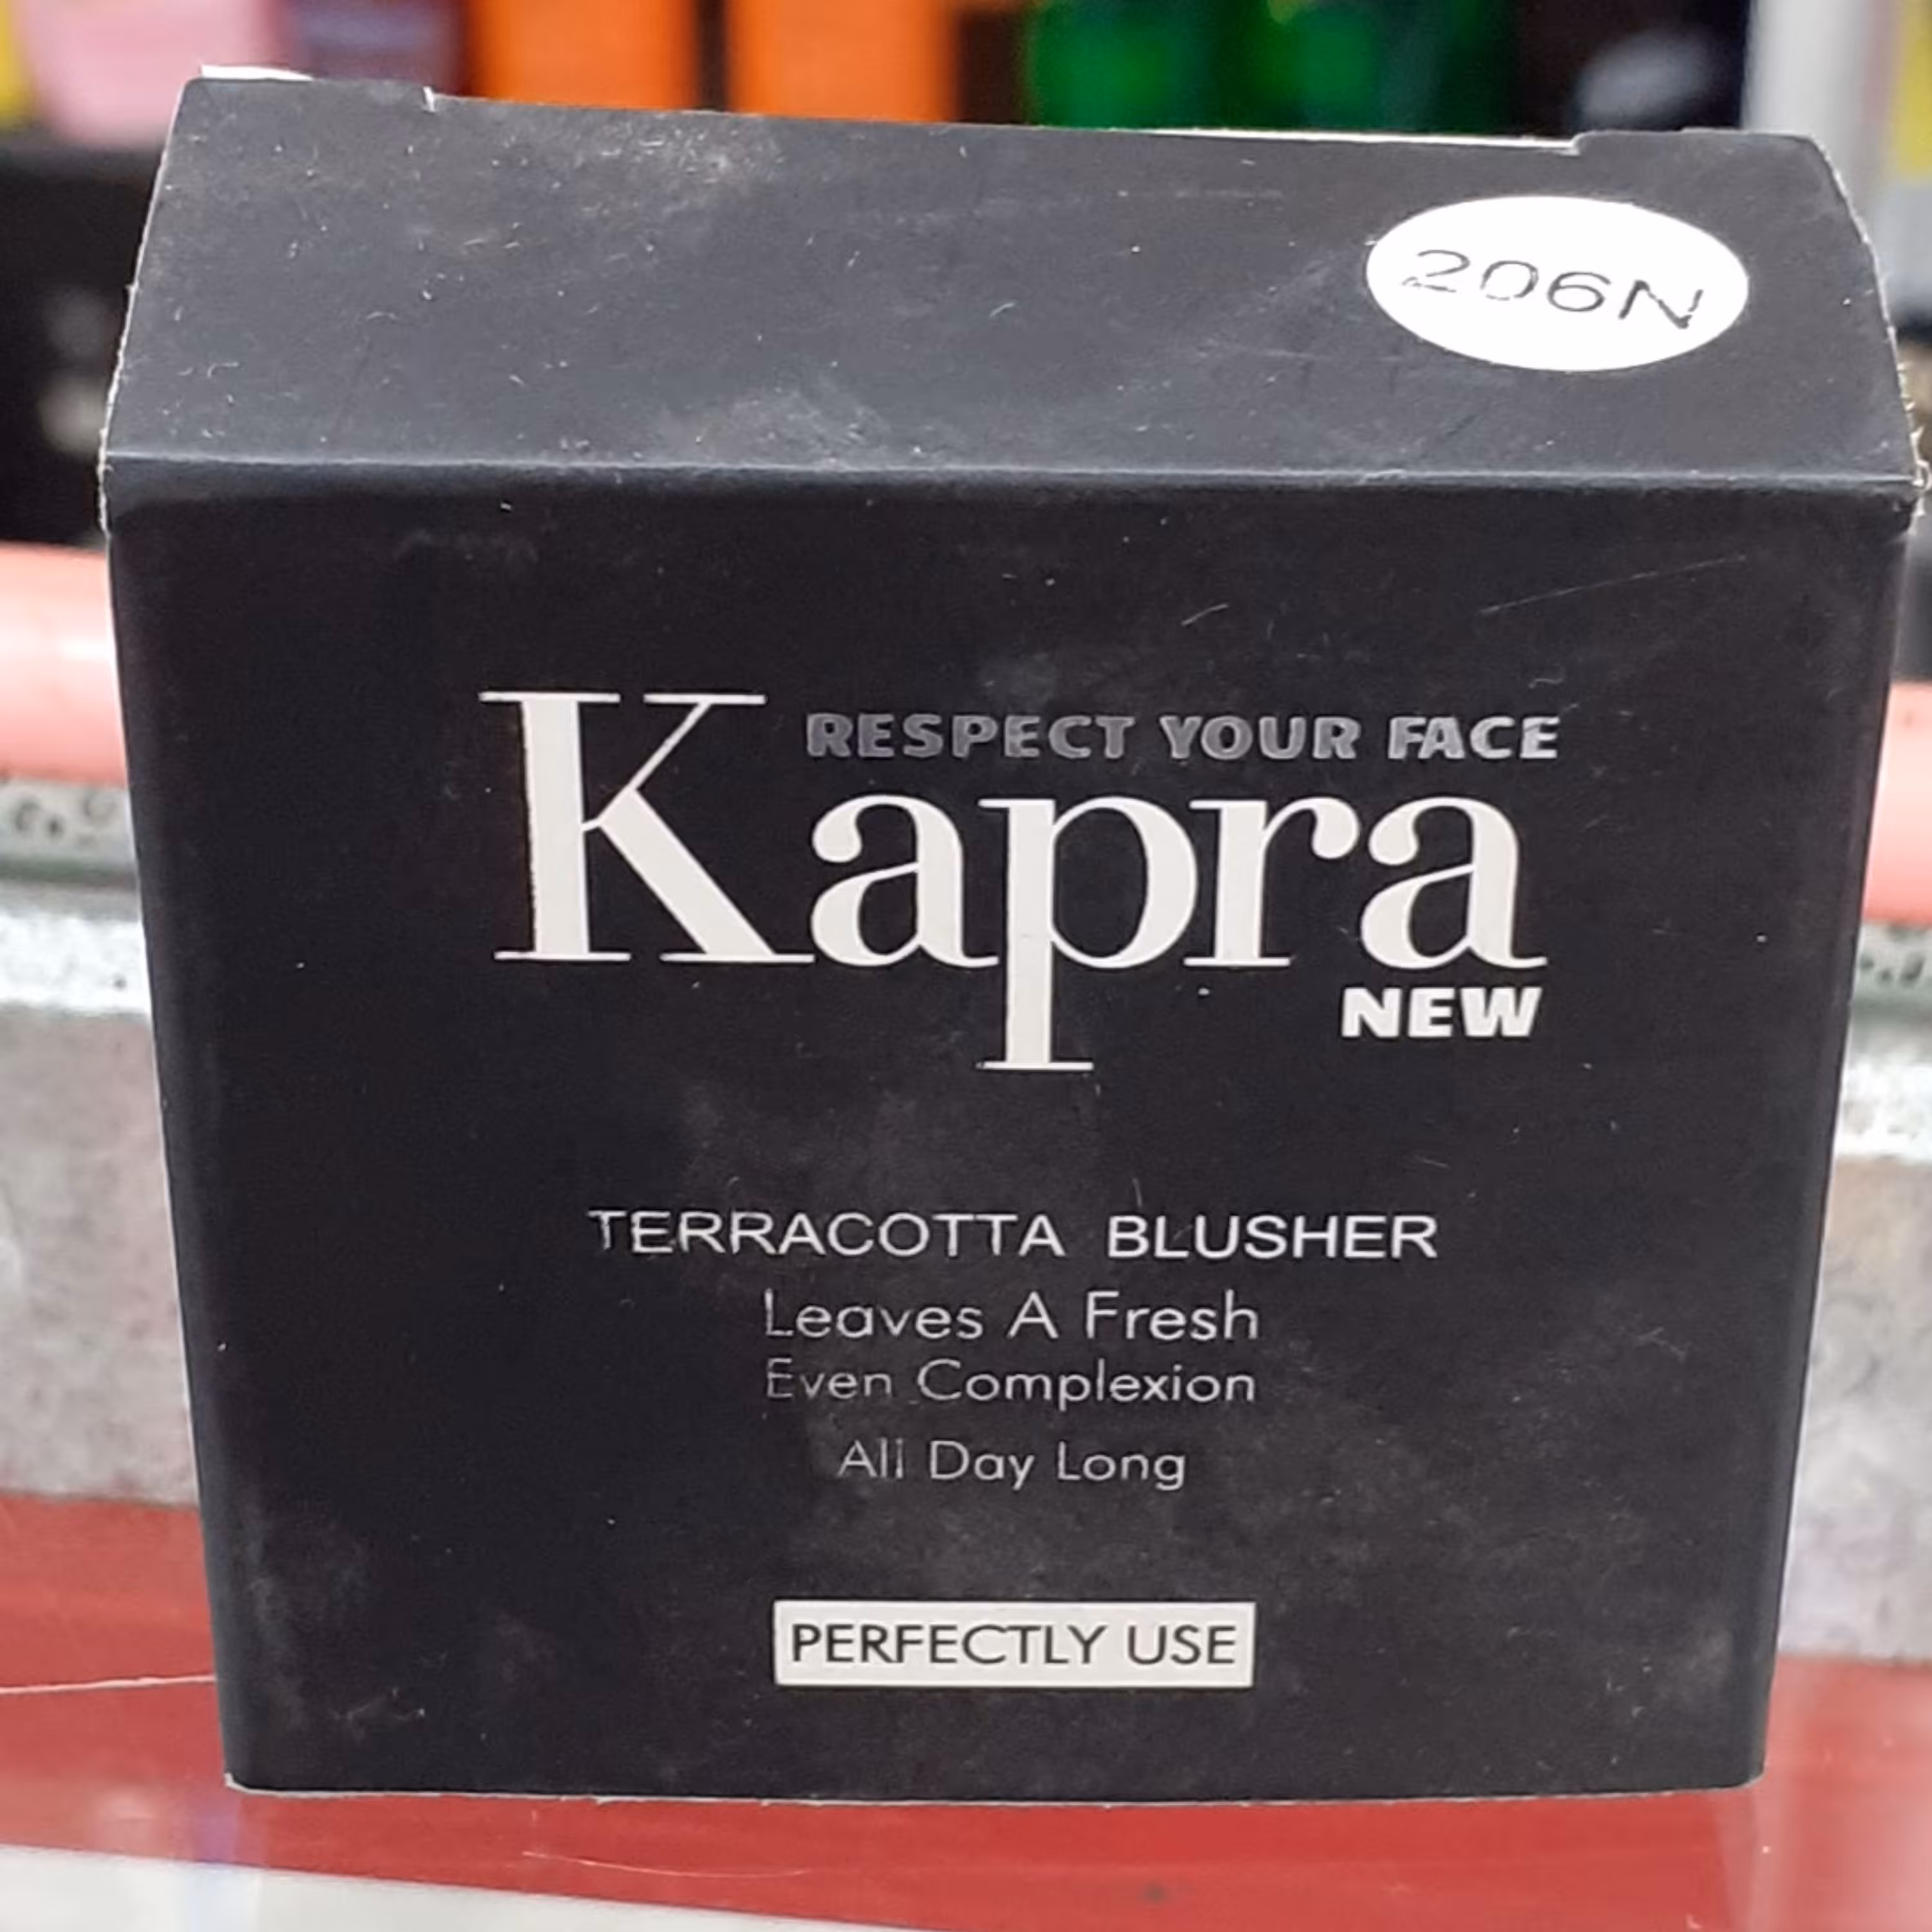 206N
RESPECT YOUR FACE
Kapra
NEW
TERRACOTTA BLUSHER
Leaves A Fresh
Even Complexion
All Day Long
PERFECTLY USE